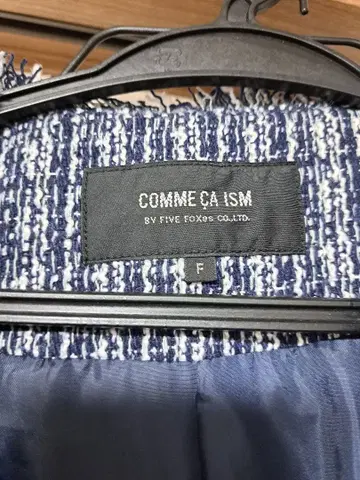 COMME ÇA ISM
BY FIVE FOXes CO.,LTD.
F